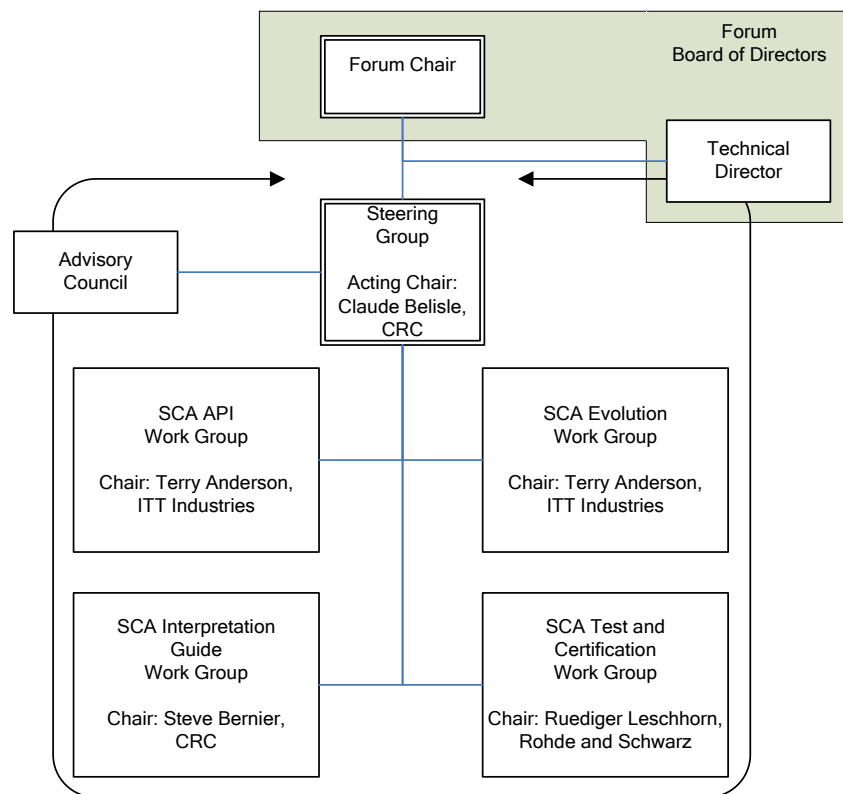 Forum
Board of Directors
Forum Chair
Technical
Director
Steering
Group
Acting Chair:
Claude Belisle,
CRC
Advisory
Council
SCA API
Work Group
Chair: Terry Anderson,
ITT Industries
SCA Evolution
Work Group
Chair: Terry Anderson,
ITT Industries
SCA Interpretation
Guide
Work Group
Chair: Steve Bernier,
CRC
SCA Test and
Certification
Work Group
Chair: Ruediger Leschhorn,
Rohde and Schwarz